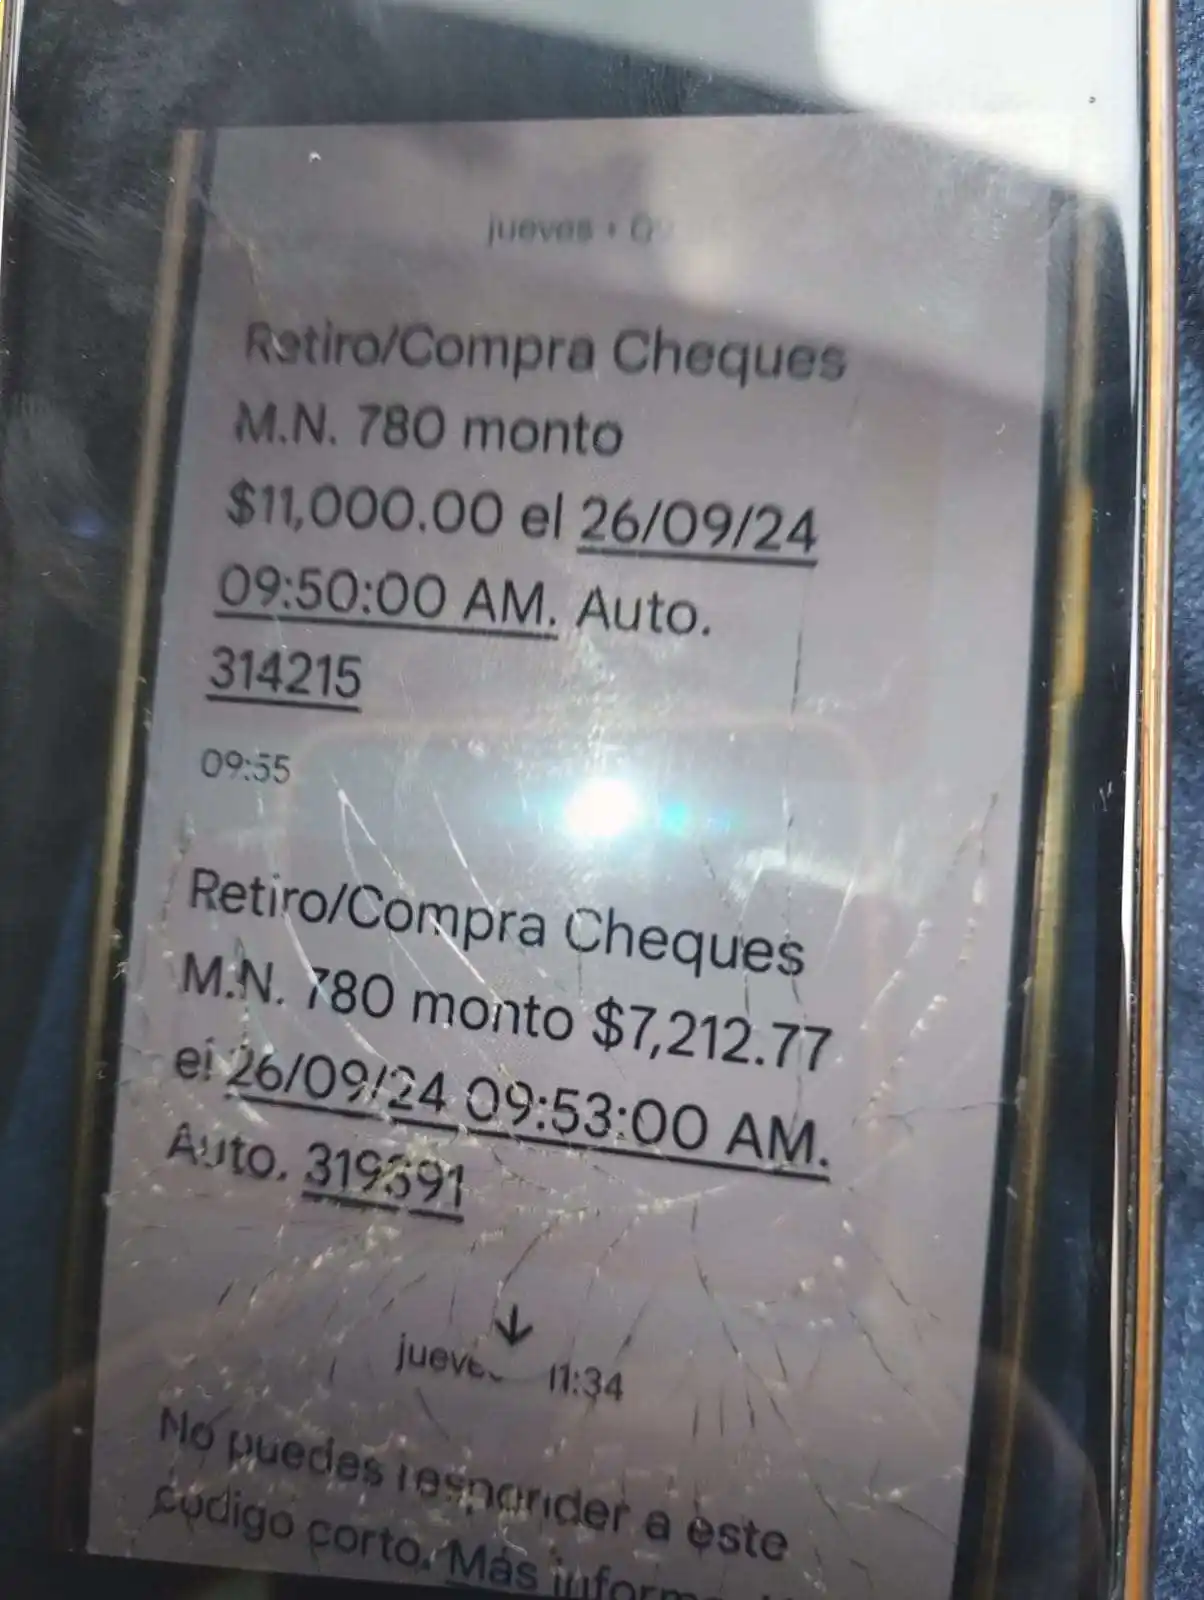 jueves • 09
Retiro/Compra Cheques
M.N. 780 monto
$11,000.00 el 26/09/24
09:50:00 AM. Auto.
314215
09:55
Retiro/Compra Cheques
M.N. 780 monto $7,212.77
el 26/09/24 09:53:00 AM.
Auto.
11:34
No puedes responder a este
código corto. Más